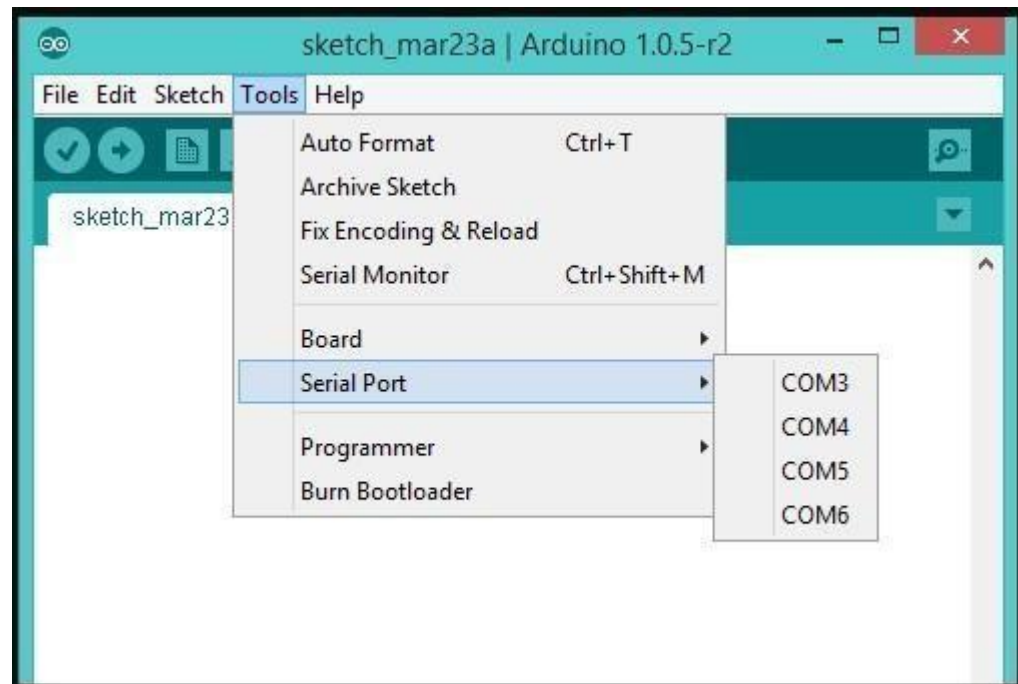 sketch_mar23a | Arduino 1.0.5-r2
File Edit Sketch Tools Help
sketch_mar23
Auto Format Ctrl+T
Archive Sketch
Fix Encoding & Reload
Serial Monitor Ctrl+Shift+M
Board
Serial Port
COM3
COM4
COM5
COM6
Programmer
Burn Bootloader